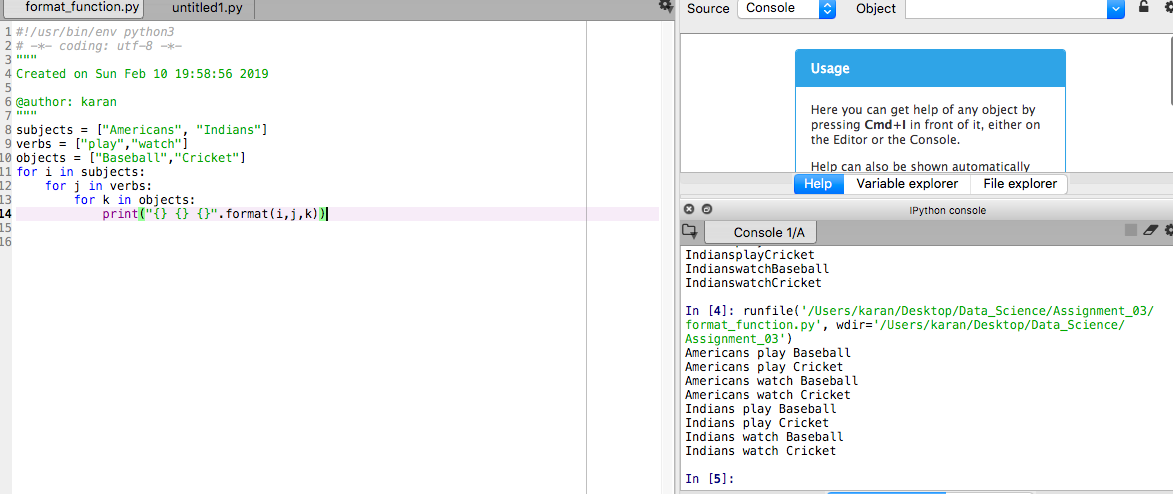 format_function.py
untitled1.py
1 #!/usr/bin/env python3
2 # -*- coding: utf-8 -*-
3 """
4 Created on Sun Feb 10 19:58:56 2019
5
6 @author: karan
7 """
8 subjects = ["Americans", "Indians"]
9 verbs = ["play","watch"]
10 objects = ["Baseball","Cricket"]
11 for i in subjects:
12     for j in verbs:
13         for k in objects:
14             print("{} {} {}".format(i,j,k))
15
16
Source Console Object
Usage
Here you can get help of any object by
pressing Cmd+I in front of it, either on
the Editor or the Console.
Help can also be shown automatically
Help Variable explorer File explorer
IPython console
Console 1/A
IndiansplayCricket
IndianswatchBaseball
IndianswatchCricket
In [4]: runfile('/Users/karan/Desktop/Data_Science/Assignment_03/
format_function.py', wdir='/Users/karan/Desktop/Data_Science/
Assignment_03')
Americans play Baseball
Americans play Cricket
Americans watch Baseball
Americans watch Cricket
Indians play Baseball
Indians play Cricket
Indians watch Baseball
Indians watch Cricket
In [5]: